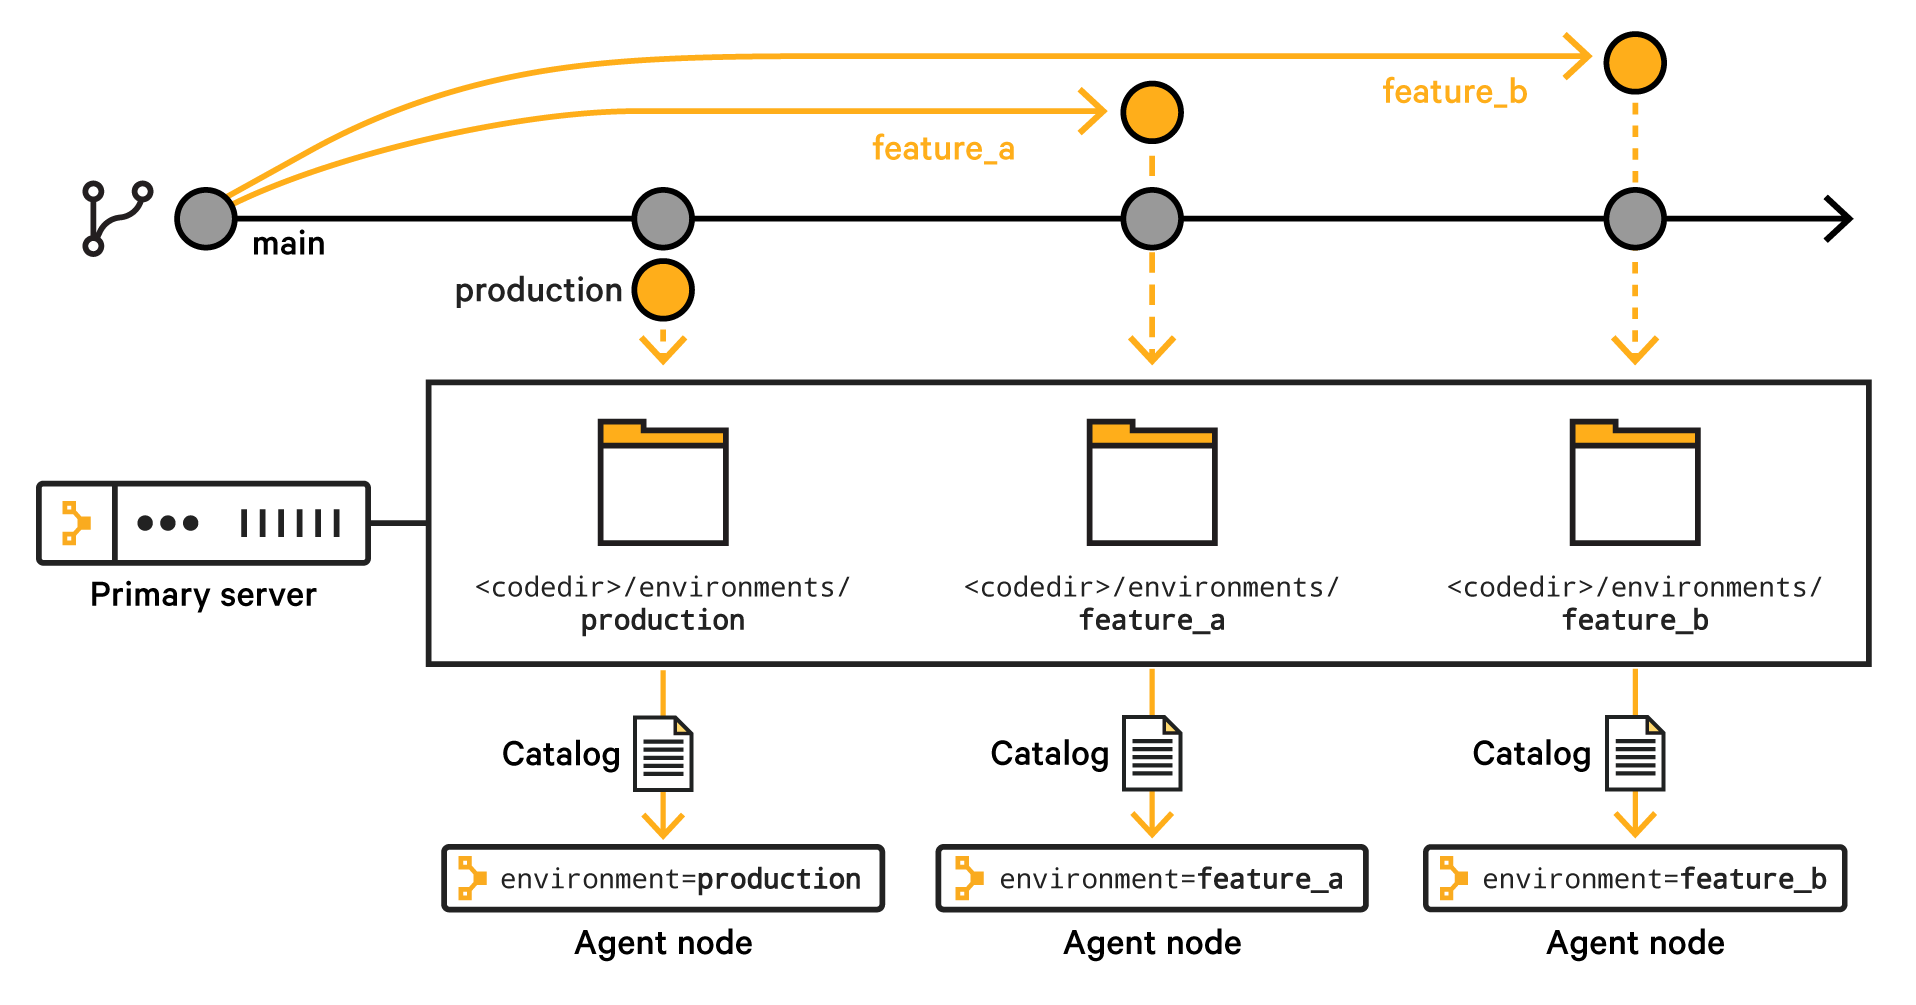 feature_b
feature_a
main
production
<codedir>/environments/
production
<codedir>/environments/
feature_a
<codedir>/environments/
feature_b
Primary server
Catalog
Catalog
Catalog
environment=production
environment=feature_a
environment=feature_b
Agent node
Agent node
Agent node